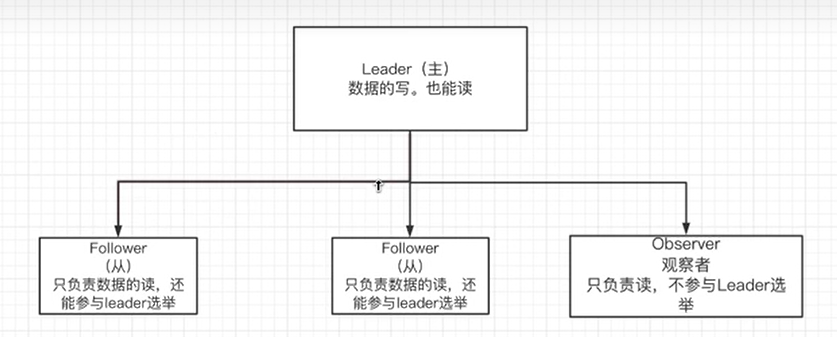 Leader（主）
数据的写。也能读
Follower
（从）
只负责数据的读，还
能参与leader选举
Follower
（从）
只负责数据的读，还
能参与leader选举
Observer
观察者
只负责读，不参与Leader选
举